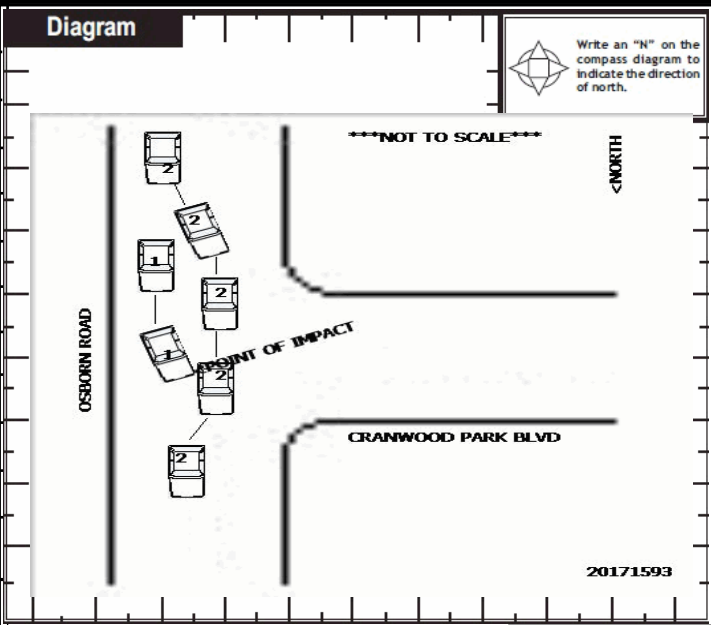 Diagram
Write an “N” on the
compass diagram to
indicate the direction
of north.
***NOT TO SCALE***
<NORTH
2
2
1
2
OSBORN ROAD
1
<POINT OF IMPACT
2
CRANWOOD PARK BLVD
2
20171593